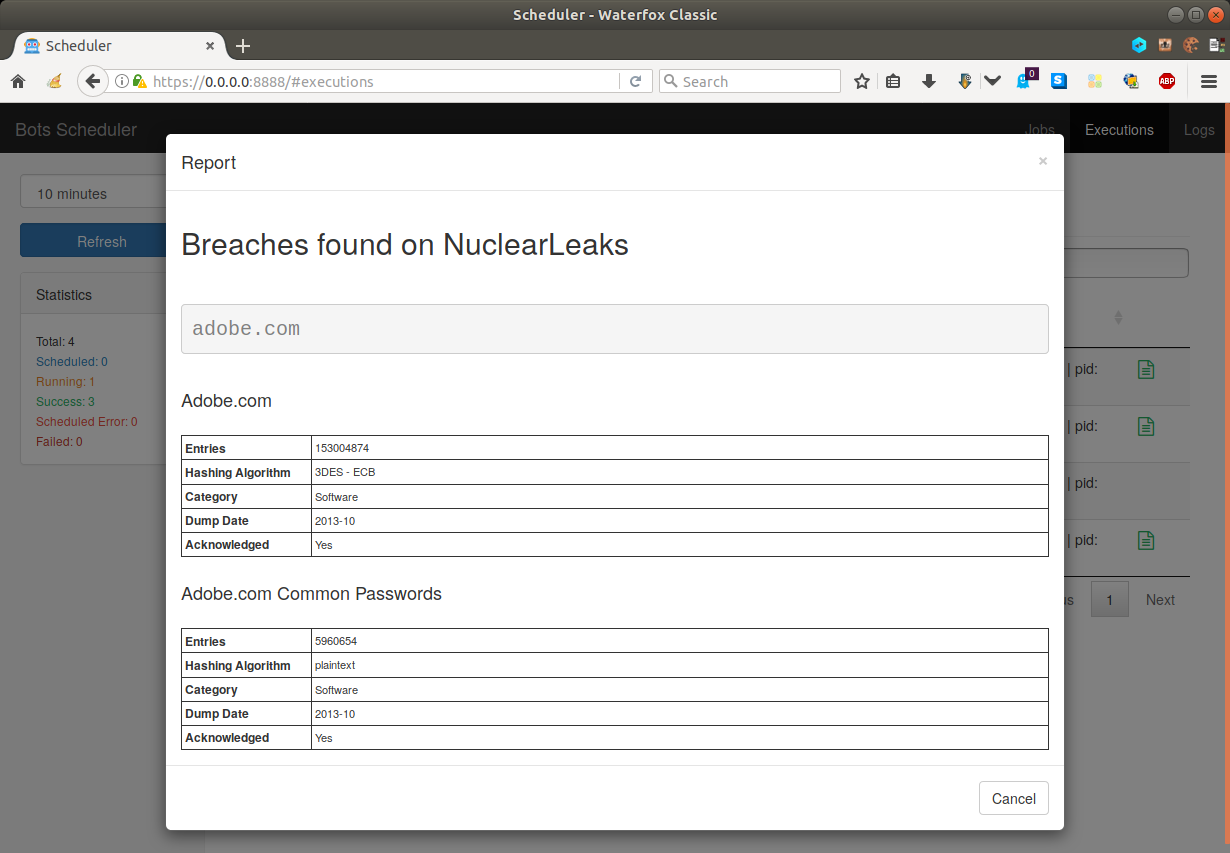 Scheduler - Waterfox Classic
Scheduler
https://0.0.0.0:8888/#executions
Search
0
S
ABP
Bots Scheduler
Jobs
Executions
Logs
10 minutes
Refresh
Statistics
Total: 4
Scheduled: 0
Running: 1
Success: 3
Scheduled Error: 0
Failed: 0
Report
×
Breaches found on NuclearLeaks
adobe.com
Adobe.com
Entries 153004874
Hashing Algorithm 3DES - ECB
Category Software
Dump Date 2013-10
Acknowledged Yes
Adobe.com Common Passwords
Entries 5960654
Hashing Algorithm plaintext
Category Software
Dump Date 2013-10
Acknowledged Yes
Cancel
| pid:
| pid:
| pid:
| pid:
us
1
Next